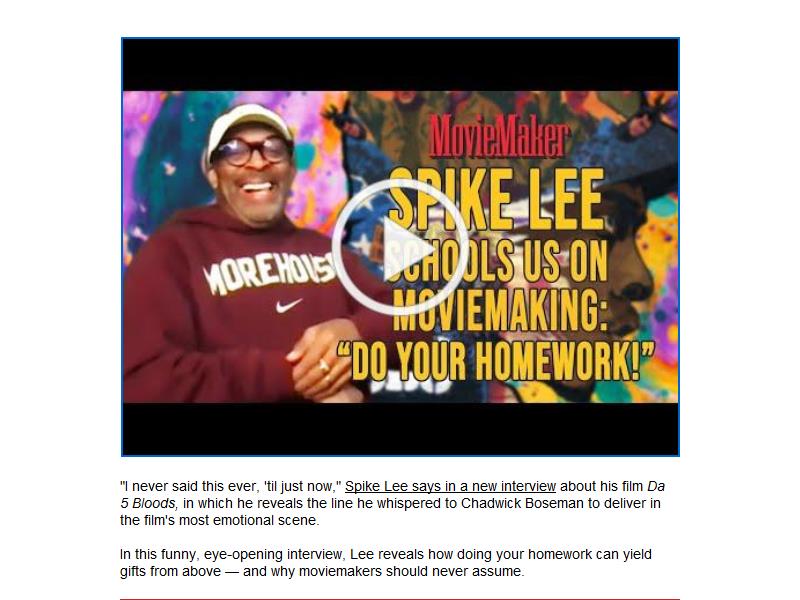 MovieMaker
SPIKE LEE
SCHOOLS US ON
MOVIEMAKING:
"DO YOUR HOMEWORK!"
MOREHOUSE
"I never said this ever, 'til just now," Spike Lee says in a new interview about his film Da
5 Bloods, in which he reveals the line he whispered to Chadwick Boseman to deliver in
the film's most emotional scene.
In this funny, eye-opening interview, Lee reveals how doing your homework can yield
gifts from above — and why moviemakers should never assume.